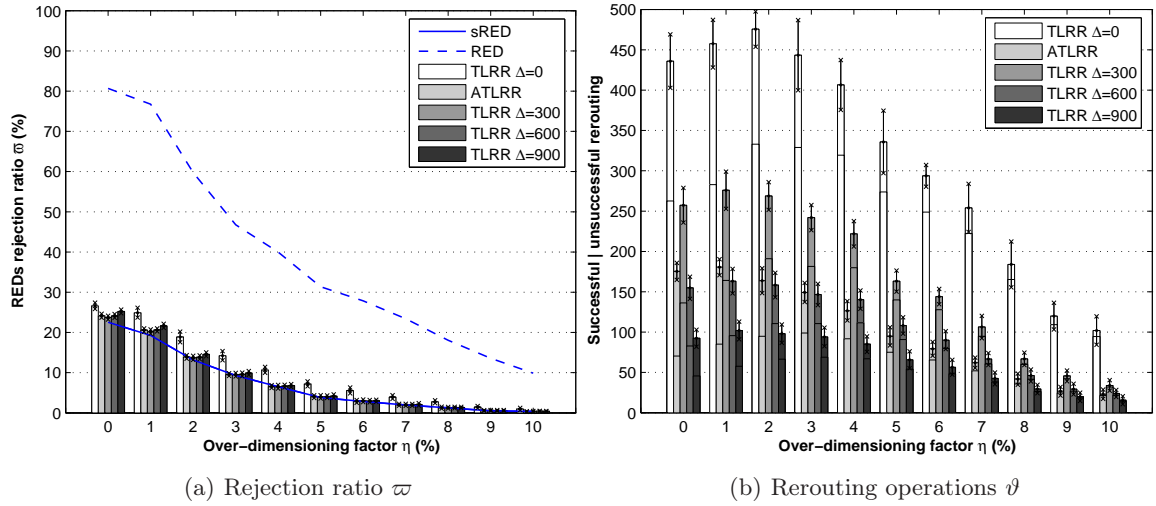 100
90
80
70
60
50
40
30
20
10
0
REDs rejection ratio ϖ (%)
sRED
RED
TLRR Δ=0
ATLRR
TLRR Δ=300
TLRR Δ=600
TLRR Δ=900
0 1 2 3 4 5 6 7 8 9 10
Over−dimensioning factor η (%)
(a) Rejection ratio ϖ
450
400
350
300
250
200
150
100
50
0
Successful | unsuccessful rerouting
TLRR Δ=0
ATLRR
TLRR Δ=300
TLRR Δ=600
TLRR Δ=900
0 1 2 3 4 5 6 7 8 9 10
Over−dimensioning factor η (%)
(b) Rerouting operations ϑ